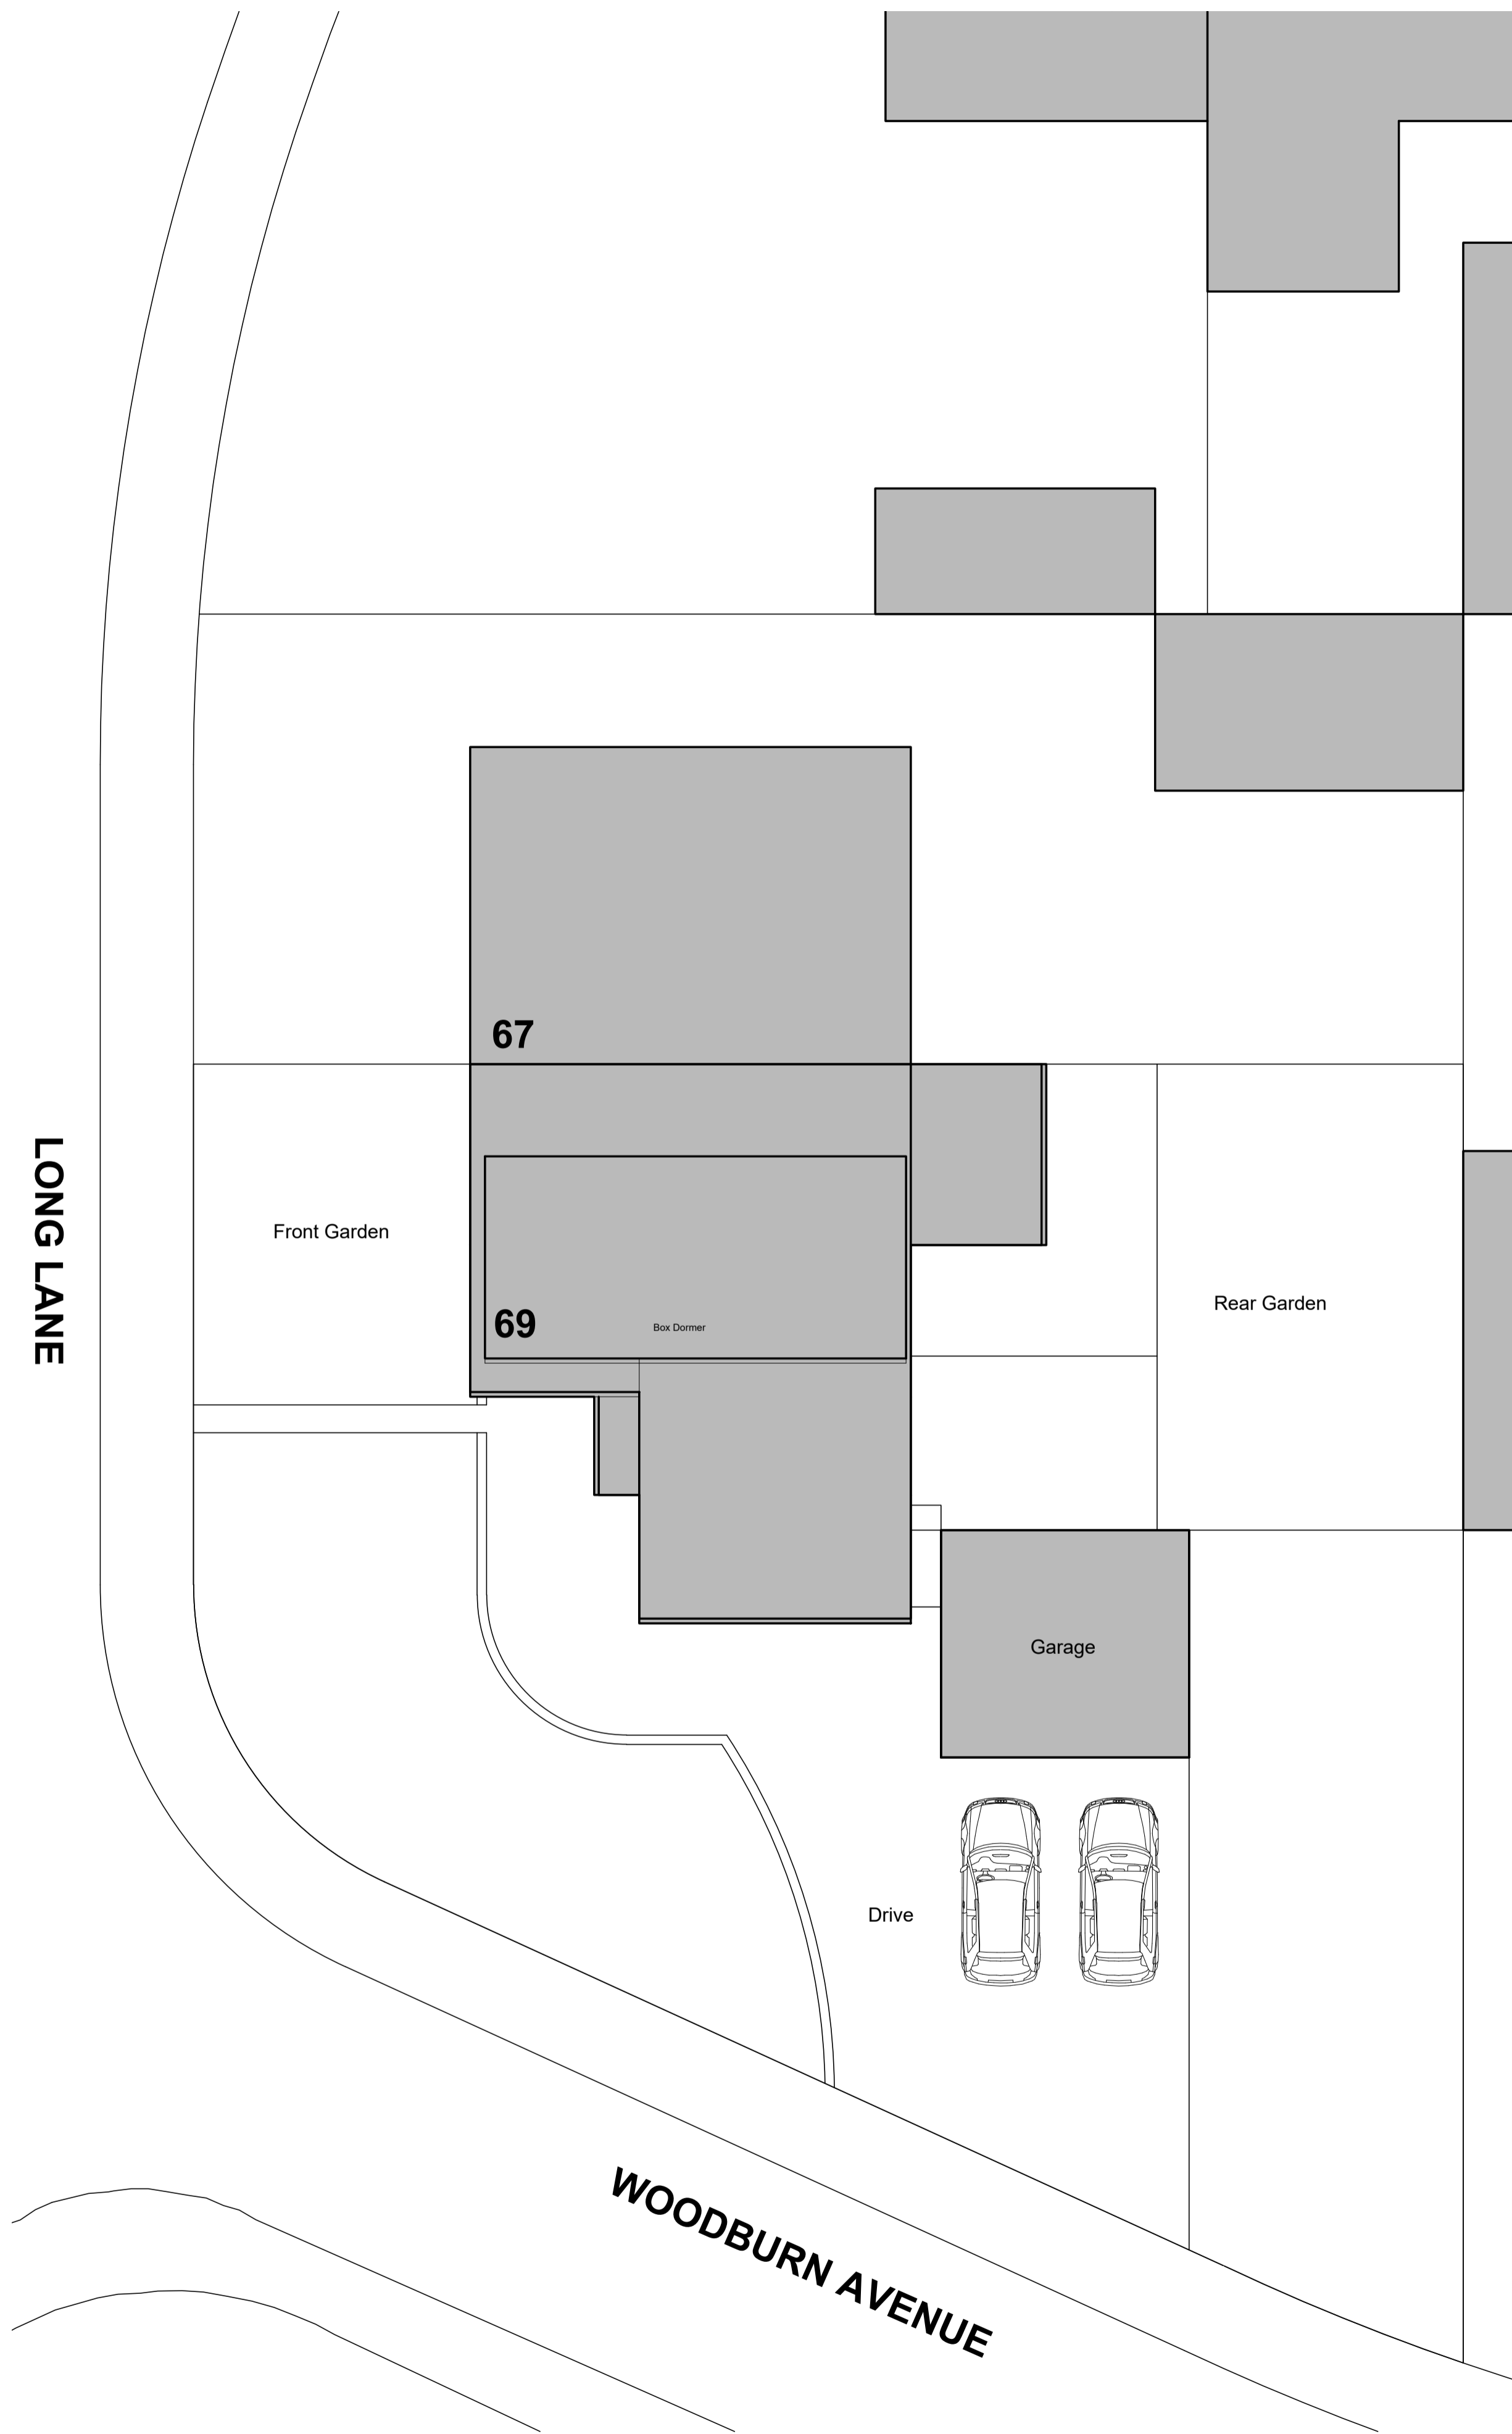 67
LONG LANE
Front Garden
Rear Garden
69
Box Dormer
Garage
Drive
WOODBURN AVENUE